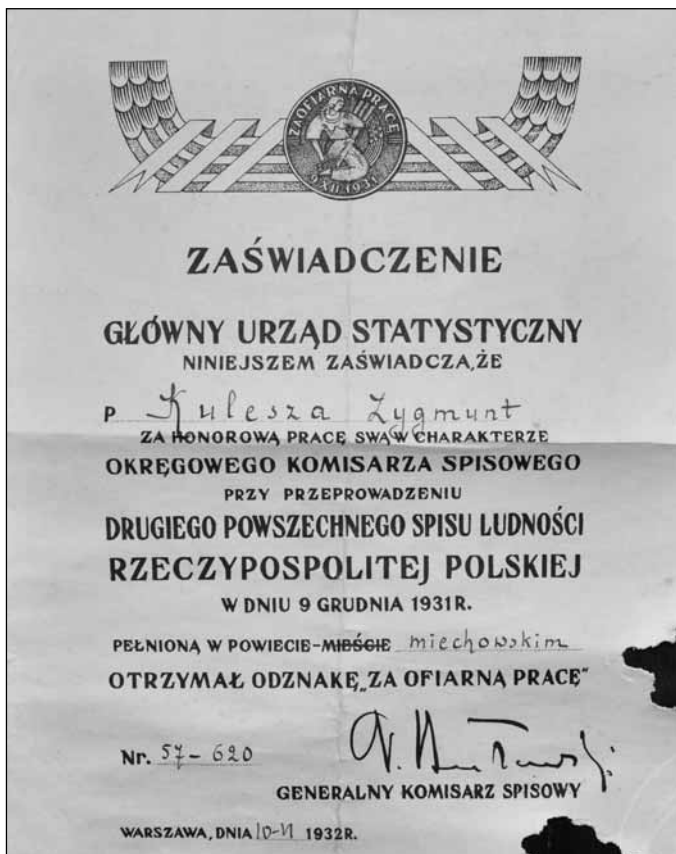 ZA OFIARNĄ PRACĘ
9.XII.1931
ZAŚWIADCZENIE
GŁÓWNY URZĄD STATYSTYCZNY
NINIEJSZEM ZAŚWIADCZA, ŻE
P Kulesza Zygmunt
ZA HONOROWĄ PRACĘ SWĄ W CHARAKTERZE
OKRĘGOWEGO KOMISARZA SPISOWEGO
PRZY PRZEPROWADZENIU
DRUGIEGO POWSZECHNEGO SPISU LUDNOŚCI
RZECZYPOSPOLITEJ POLSKIEJ
W DNIU 9 GRUDNIA 1931 R.
PEŁNIONĄ W POWIECIE-MIEŚCIE miechowskim
OTRZYMAŁ ODZNAKĘ „ZA OFIARNĄ PRACĘ"
Nr. 57-620
GENERALNY KOMISARZ SPISOWY
WARSZAWA, DNIA 10-VI 1932R.